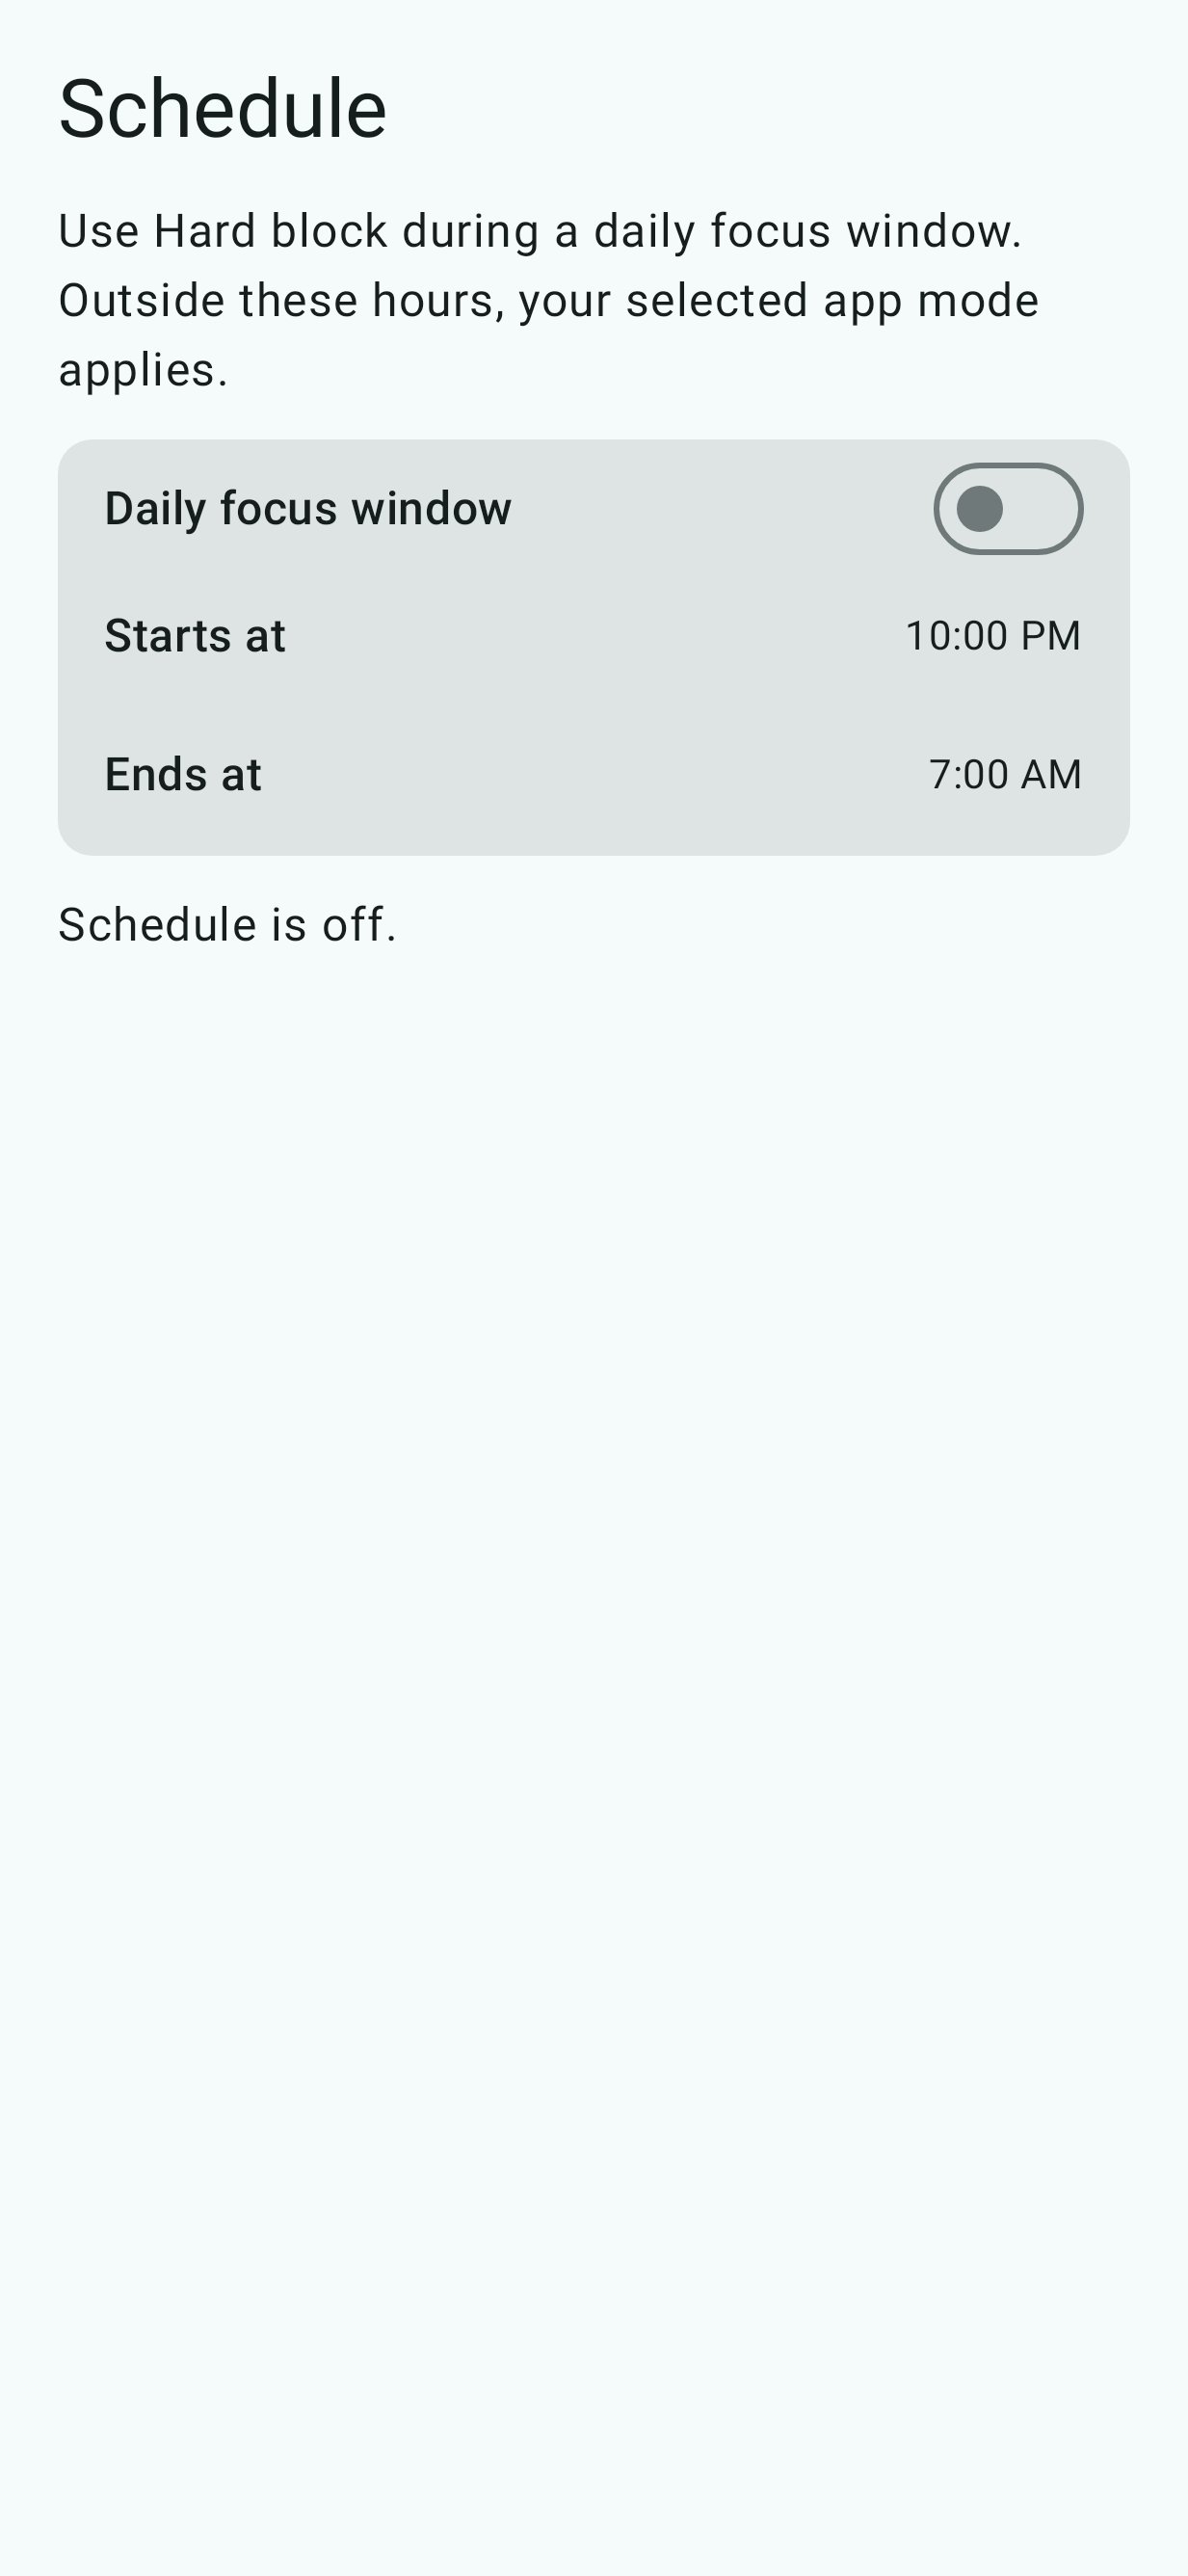 Schedule
Use Hard block during a daily focus window.
Outside these hours, your selected app mode
applies.
Daily focus window
Starts at 10:00 PM
Ends at 7:00 AM
Schedule is off.